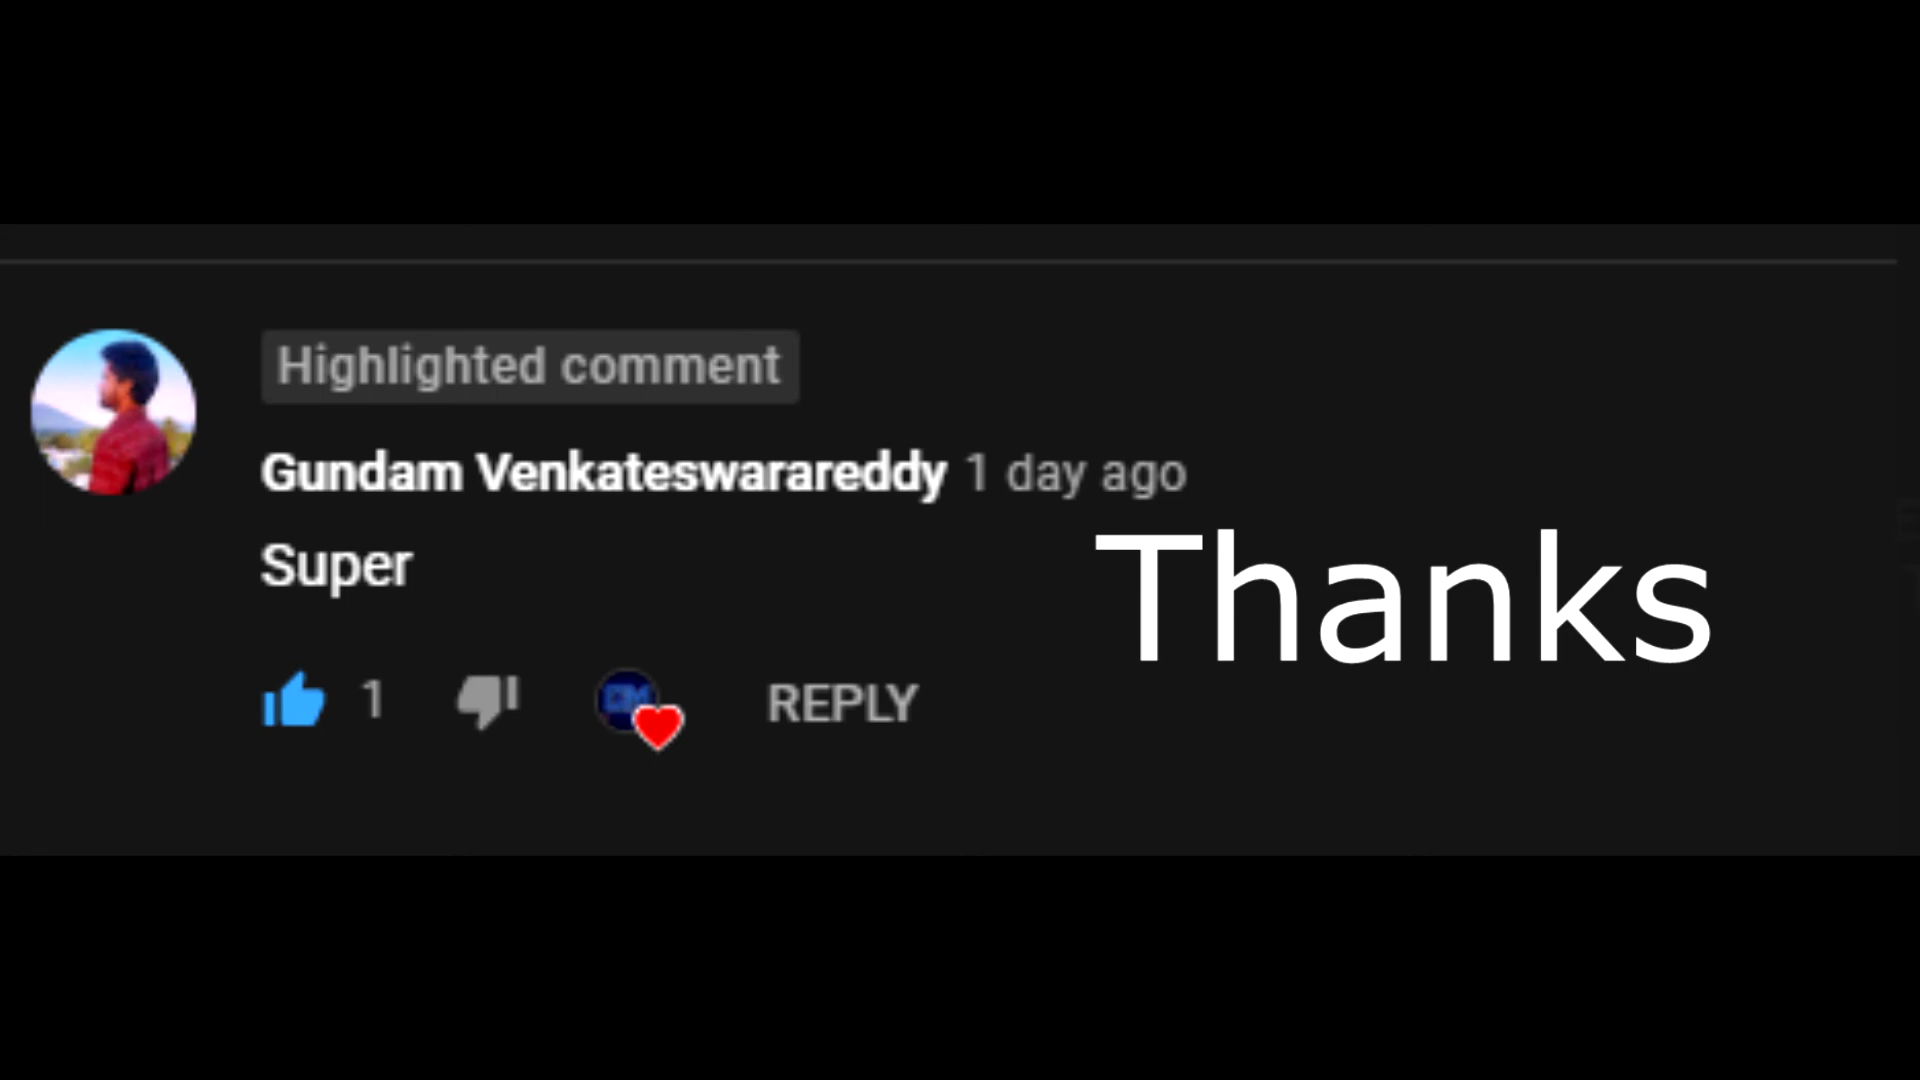 Highlighted comment
Gundam Venkateswarareddy 1 day ago
Super
Thanks
1
REPLY